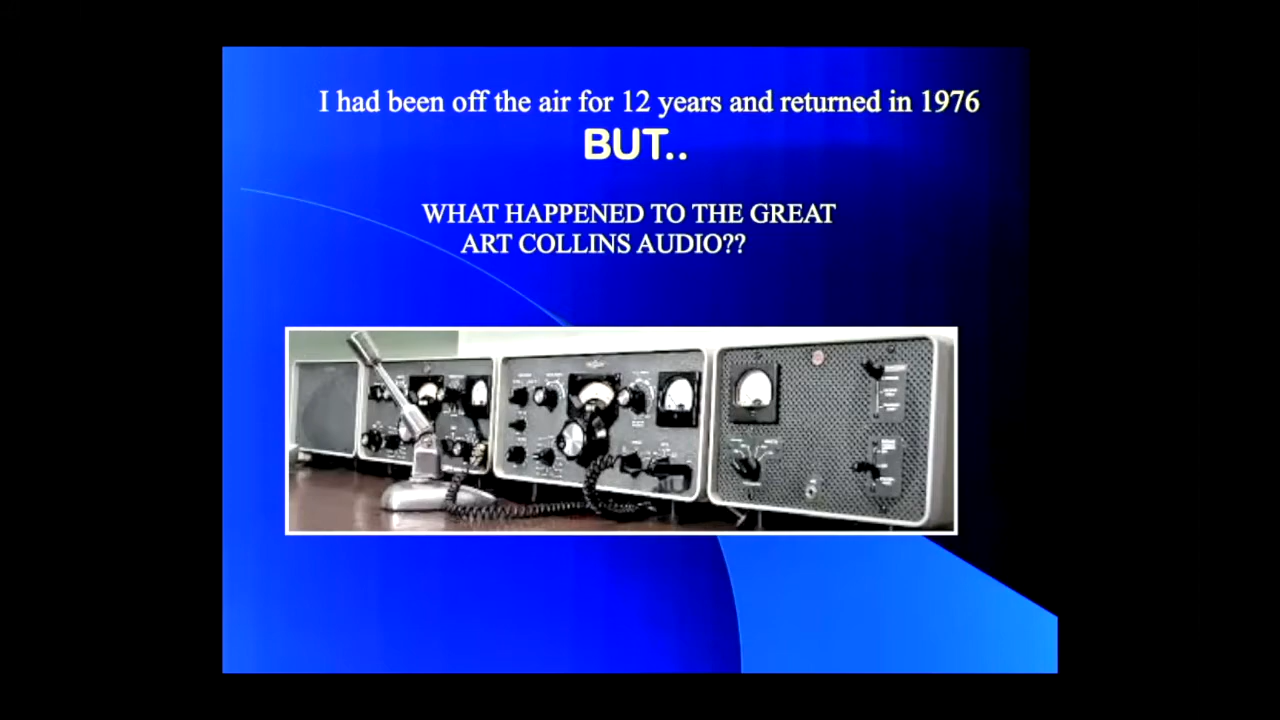 I had been off the air for 12 years and returned in 1976
BUT..
WHAT HAPPENED TO THE GREAT
ART COLLINS AUDIO??